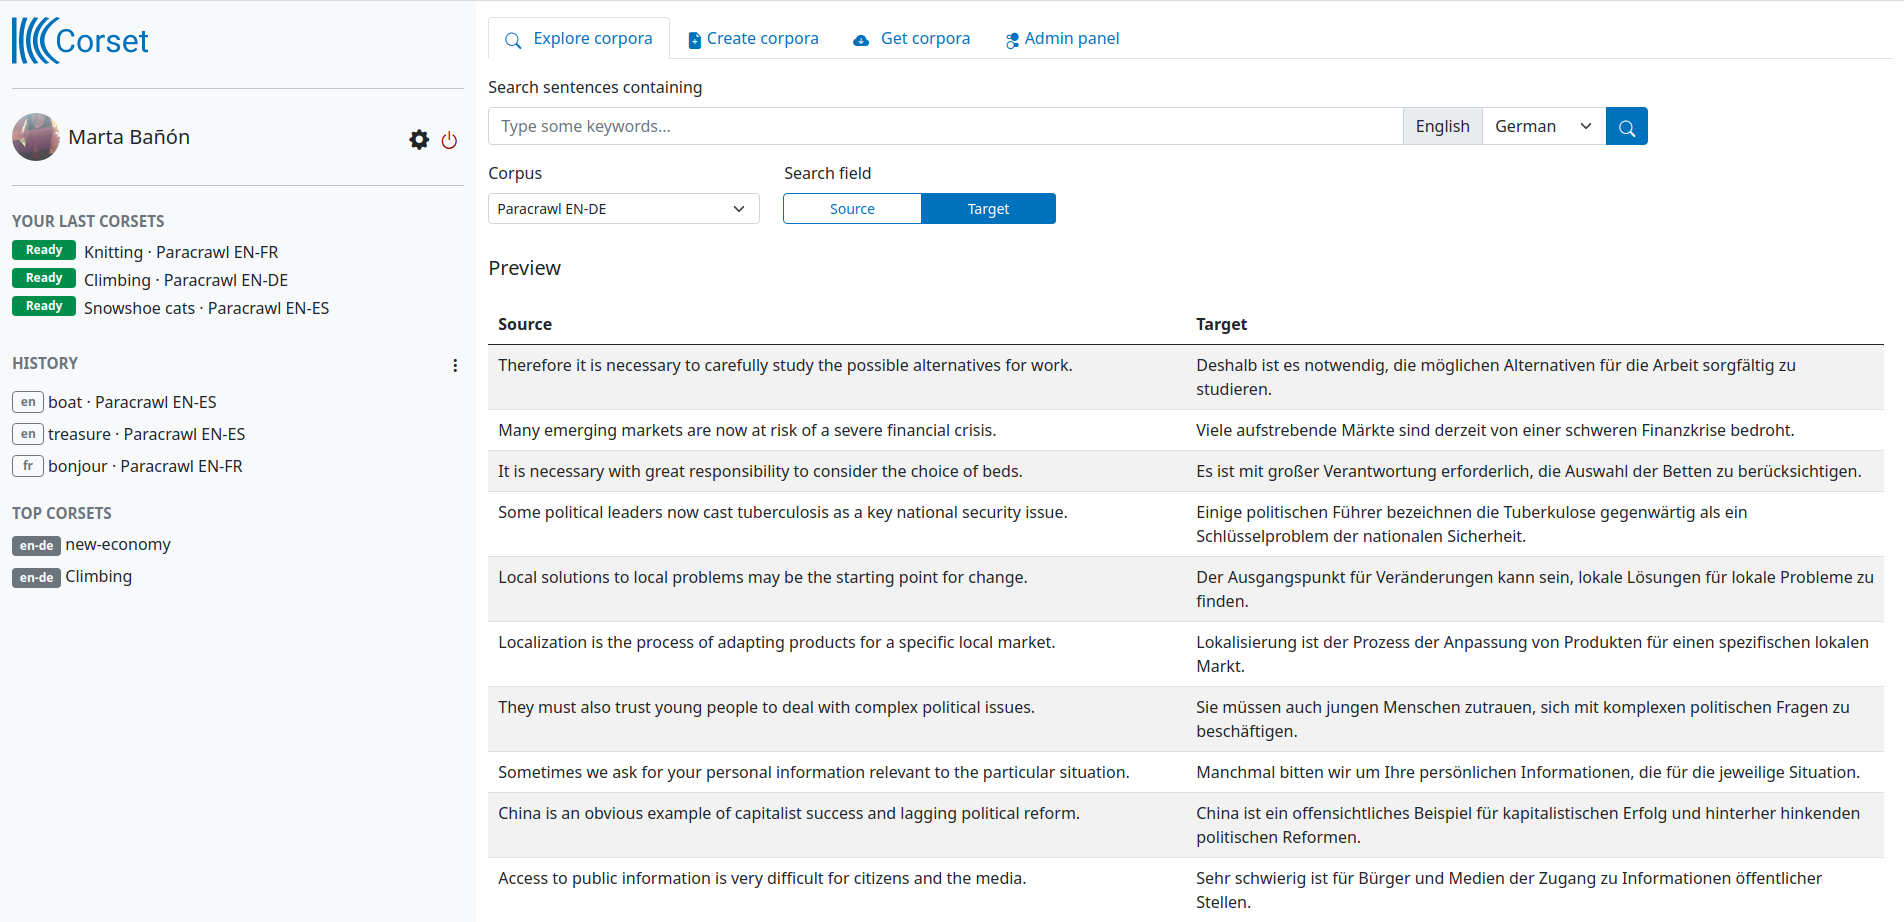 Corset
Marta Bañón
YOUR LAST CORSETS
Ready Knitting · Paracrawl EN-FR
Ready Climbing · Paracrawl EN-DE
Ready Snowshoe cats · Paracrawl EN-ES
HISTORY
en boat · Paracrawl EN-ES
en treasure · Paracrawl EN-ES
fr bonjour · Paracrawl EN-FR
TOP CORSETS
en-de new-economy
en-de Climbing
Explore corpora Create corpora Get corpora Admin panel
Search sentences containing
Type some keywords... English German
Corpus Search field
Paracrawl EN-DE Source Target
Preview
Source Target
Therefore it is necessary to carefully study the possible alternatives for work.
Deshalb ist es notwendig, die möglichen Alternativen für die Arbeit sorgfältig zu
studieren.
Many emerging markets are now at risk of a severe financial crisis.
Viele aufstrebende Märkte sind derzeit von einer schweren Finanzkrise bedroht.
It is necessary with great responsibility to consider the choice of beds.
Es ist mit großer Verantwortung erforderlich, die Auswahl der Betten zu berücksichtigen.
Some political leaders now cast tuberculosis as a key national security issue.
Einige politischen Führer bezeichnen die Tuberkulose gegenwärtig als ein
Schlüsselproblem der nationalen Sicherheit.
Local solutions to local problems may be the starting point for change.
Der Ausgangspunkt für Veränderungen kann sein, lokale Lösungen für lokale Probleme zu
finden.
Localization is the process of adapting products for a specific local market.
Lokalisierung ist der Prozess der Anpassung von Produkten für einen spezifischen lokalen
Markt.
They must also trust young people to deal with complex political issues.
Sie müssen auch jungen Menschen zutrauen, sich mit komplexen politischen Fragen zu
beschäftigen.
Sometimes we ask for your personal information relevant to the particular situation.
Manchmal bitten wir um Ihre persönlichen Informationen, die für die jeweilige Situation.
China is an obvious example of capitalist success and lagging political reform.
China ist ein offensichtliches Beispiel für kapitalistischen Erfolg und hinterher hinkenden
politischen Reformen.
Access to public information is very difficult for citizens and the media.
Sehr schwierig ist für Bürger und Medien der Zugang zu Informationen öffentlicher
Stellen.